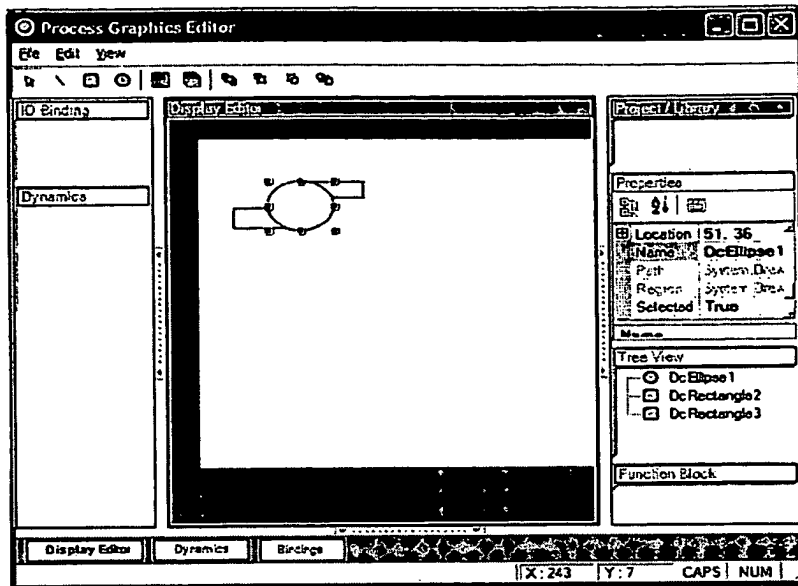 Process Graphics Editor
File Edit View
IO Binding
Display Editor
Project / Library
Dynamics
Properties
Location 51, 36
Name DcEllipse1
Path System.Draw
Region System.Draw
Selected True
Name
Tree View
DcEllipse1
DcRectangle2
DcRectangle3
Function Block
Display Editor Dynamics Bindings
X:243 Y:7 CAPS NUM